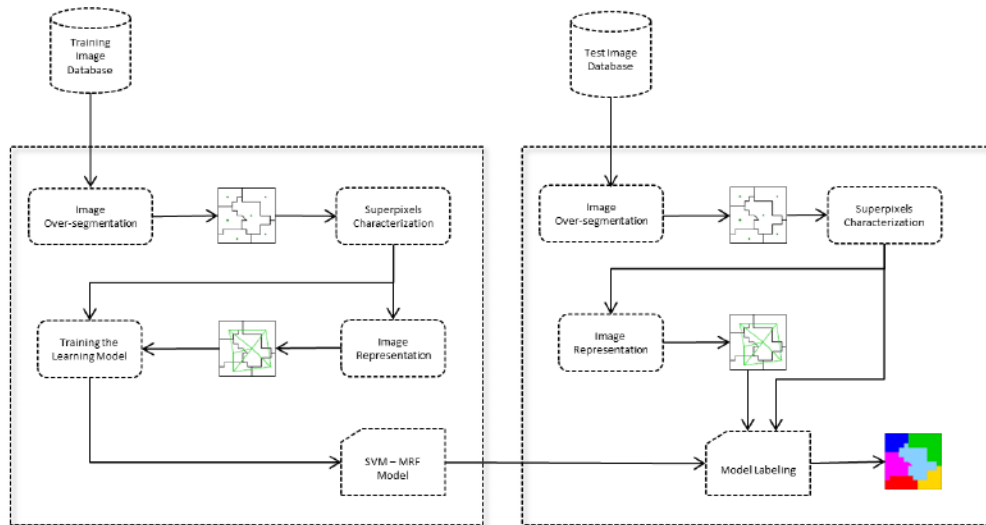 Training
Image
Database
Image
Over-segmentation
Superpixels
Characterization
Training the
Learning Model
Image
Representation
SVM – MRF
Model
Test Image
Database
Image
Over-segmentation
Superpixels
Characterization
Image
Representation
Model Labeling